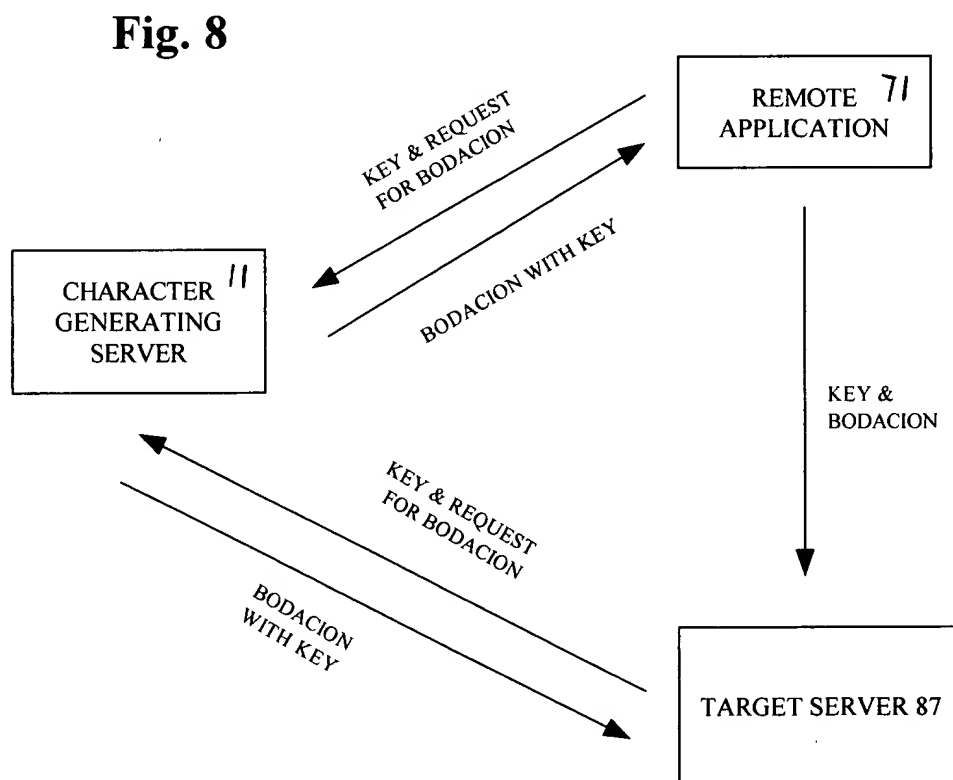 Fig. 8
REMOTE 71
APPLICATION
KEY & REQUEST
FOR BODACION
BODACION WITH KEY
CHARACTER 11
GENERATING
SERVER
KEY &
BODACION
KEY & REQUEST
FOR BODACION
BODACION
WITH KEY
TARGET SERVER 87